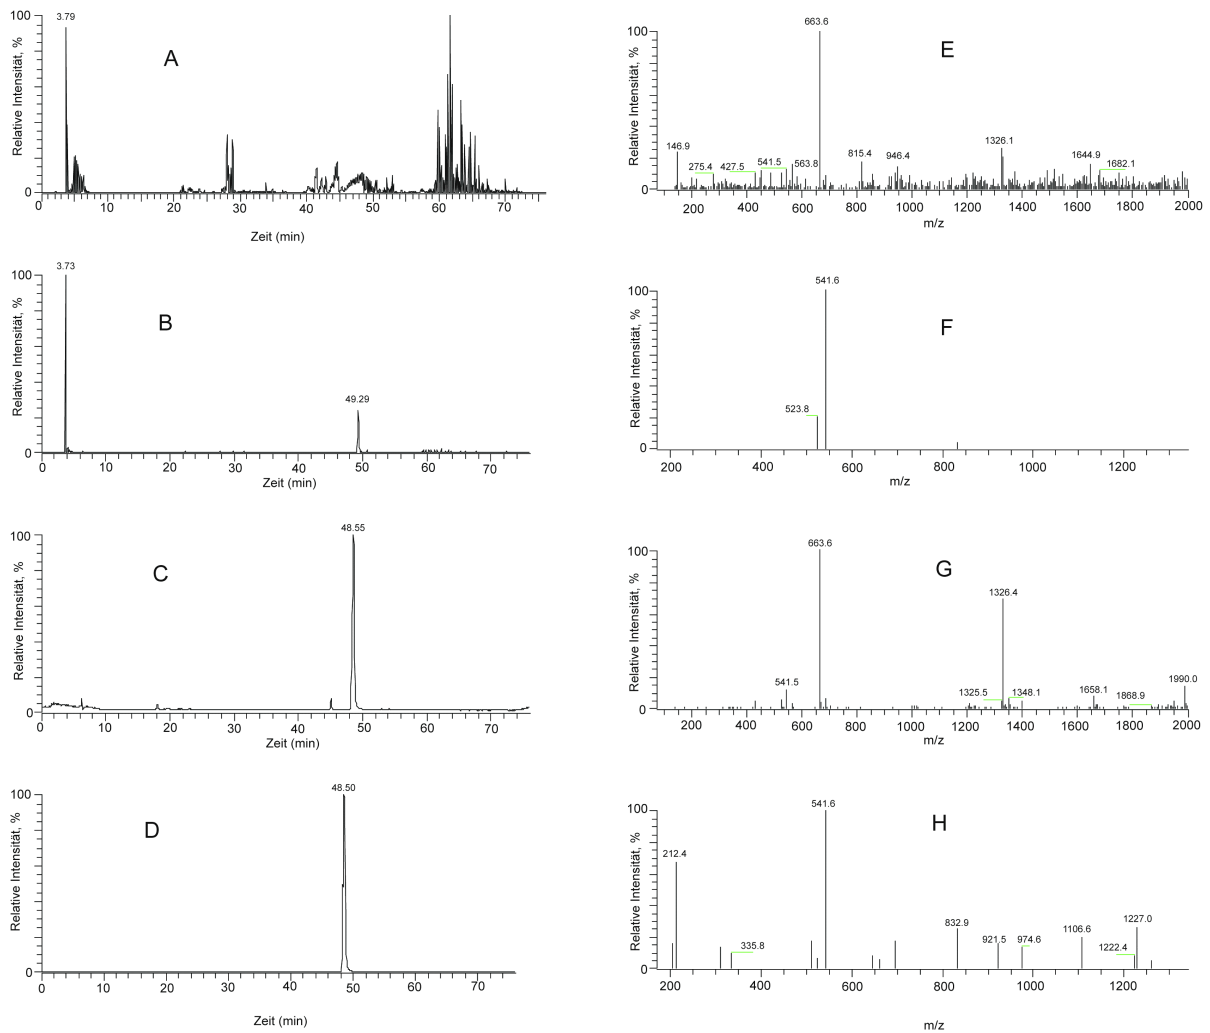 100
3.79
A
Relative Intensität, %
0
0 10 20 30 40 50 60 70
Zeit (min)
3.73
100
B
Relative Intensität, %
49.29
0
0 10 20 30 40 50 60 70
Zeit (min)
48.55
100
C
Relative Intensität, %
0
0 10 20 30 40 50 60 70
Zeit (min)
48.50
100
D
Relative Intensität, %
0
0 10 20 30 40 50 60 70
Zeit (min)
663.6
100
E
Relative Intensität, %
146.9 275.4 427.5 541.5 563.8 815.4 946.4 1326.1 1644.9 1682.1
0
200 400 600 800 1000 1200 1400 1600 1800 2000
m/z
541.6
100
F
Relative Intensität, %
523.8
0
200 400 600 800 1000 1200
m/z
663.6
100
G
1326.4
Relative Intensität, %
541.5 1325.5 1348.1 1658.1 1868.9 1990.0
0
200 400 600 800 1000 1200 1400 1600 1800 2000
m/z
541.6
100
H
212.4
Relative Intensität, %
335.8 832.9 921.5 974.6 1106.6 1222.4 1227.0
0
200 400 600 800 1000 1200
m/z